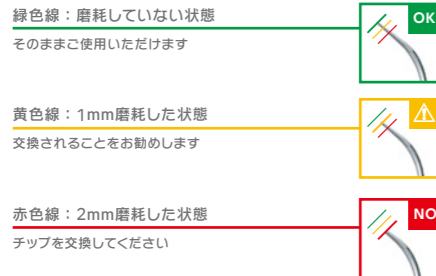 緑色線：磨耗していない状態
OK
そのままご使用いただけます
黄色線：1mm磨耗した状態
交換されることをお勧めします
赤色線：2mm磨耗した状態
NO
チップを交換してください